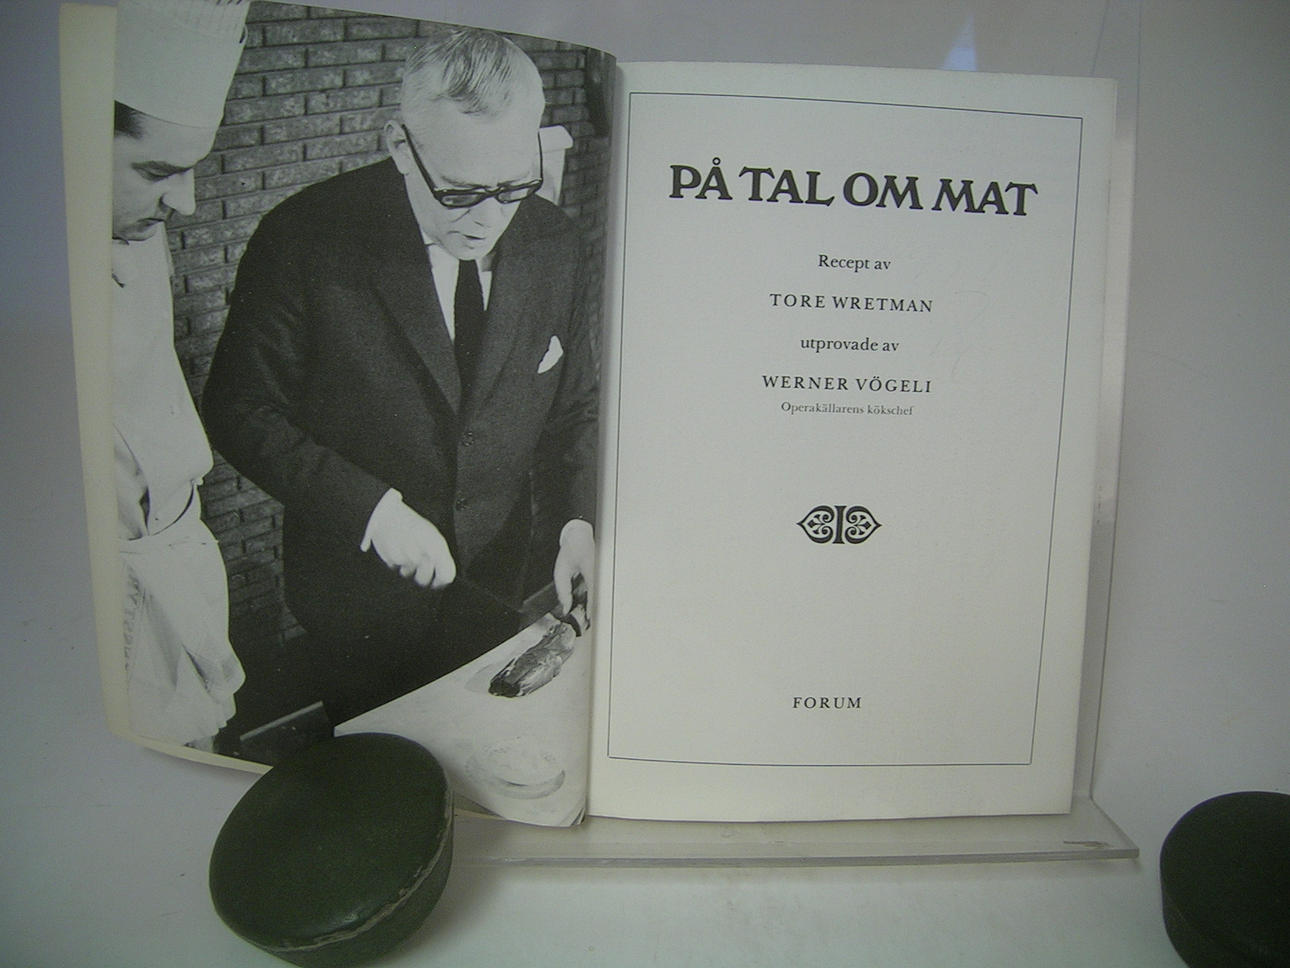 PÅ TAL OM MAT
Recept av
TORE WRETMAN
utprovade av
WERNER VÖGELI
Operakällarens kökschef
FORUM